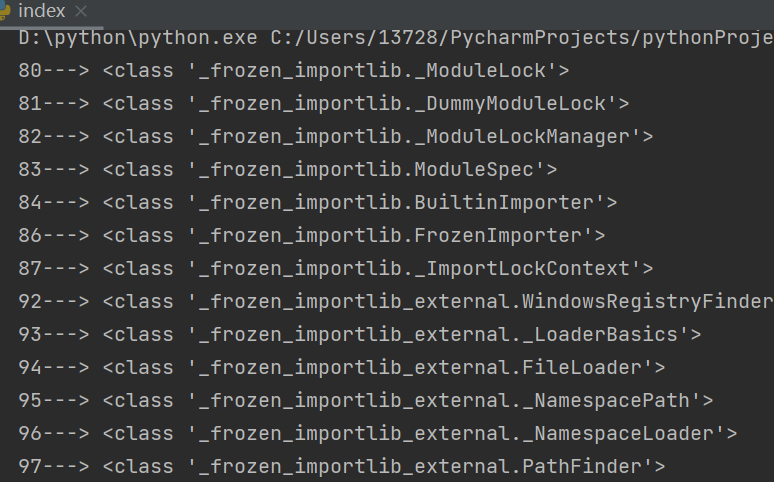 index
D:\python\python.exe C:/Users/13728/PycharmProjects/pythonProje
80---> <class '_frozen_importlib._ModuleLock'>
81---> <class '_frozen_importlib._DummyModuleLock'>
82---> <class '_frozen_importlib._ModuleLockManager'>
83---> <class '_frozen_importlib.ModuleSpec'>
84---> <class '_frozen_importlib.BuiltinImporter'>
86---> <class '_frozen_importlib.FrozenImporter'>
87---> <class '_frozen_importlib._ImportLockContext'>
92---> <class '_frozen_importlib_external.WindowsRegistryFinder
93---> <class '_frozen_importlib_external._LoaderBasics'>
94---> <class '_frozen_importlib_external.FileLoader'>
95---> <class '_frozen_importlib_external._NamespacePath'>
96---> <class '_frozen_importlib_external._NamespaceLoader'>
97---> <class '_frozen_importlib_external.PathFinder'>